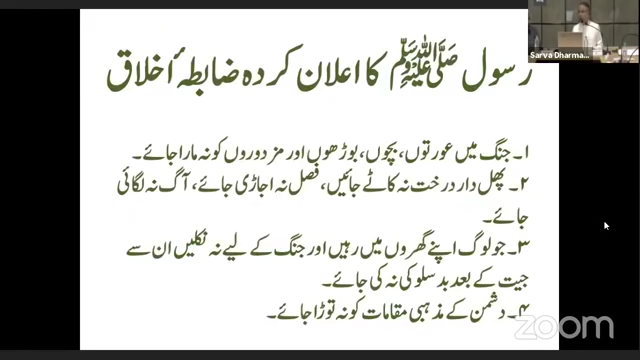 رسول ﷺ کا اعلان کردہ ضابطۂ اخلاق
۱۔ جنگ میں عورتوں، بچوں، بوڑھوں اور مزدوروں کو نہ مارا جائے۔
۲۔ پھل دار درخت نہ کاٹے جائیں، فصل نہ اجاڑی جائے، آگ نہ لگائی
جائے۔
۳۔ جو لوگ اپنے گھروں میں رہیں اور جنگ کے لیے نہ نکلیں ان سے
جیت کے بعد بدسلوکی نہ کی جائے۔
۴۔ دشمن کے مذہبی مقامات کو نہ توڑا جائے۔
Sarva Dharma...
zoom